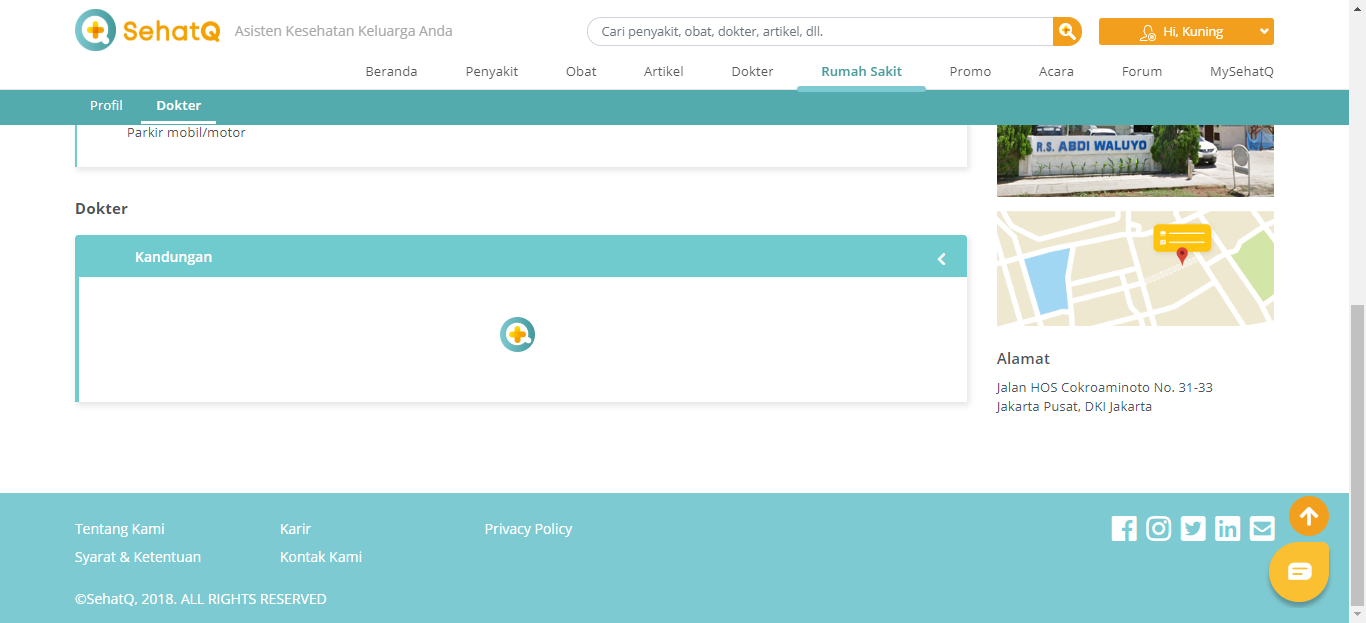 SehatQ Asisten Kesehatan Keluarga Anda
Cari penyakit, obat, dokter, artikel, dll.
Hi, Kuning
Beranda Penyakit Obat Artikel Dokter Rumah Sakit Promo Acara Forum MySehatQ
Profil Dokter
Parkir mobil/motor
R.S. ABDI WALUYO
Dokter
Kandungan
Alamat
Jalan HOS Cokroaminoto No. 31-33
Jakarta Pusat, DKI Jakarta
Tentang Kami Karir Privacy Policy
Syarat & Ketentuan Kontak Kami
©SehatQ, 2018. ALL RIGHTS RESERVED